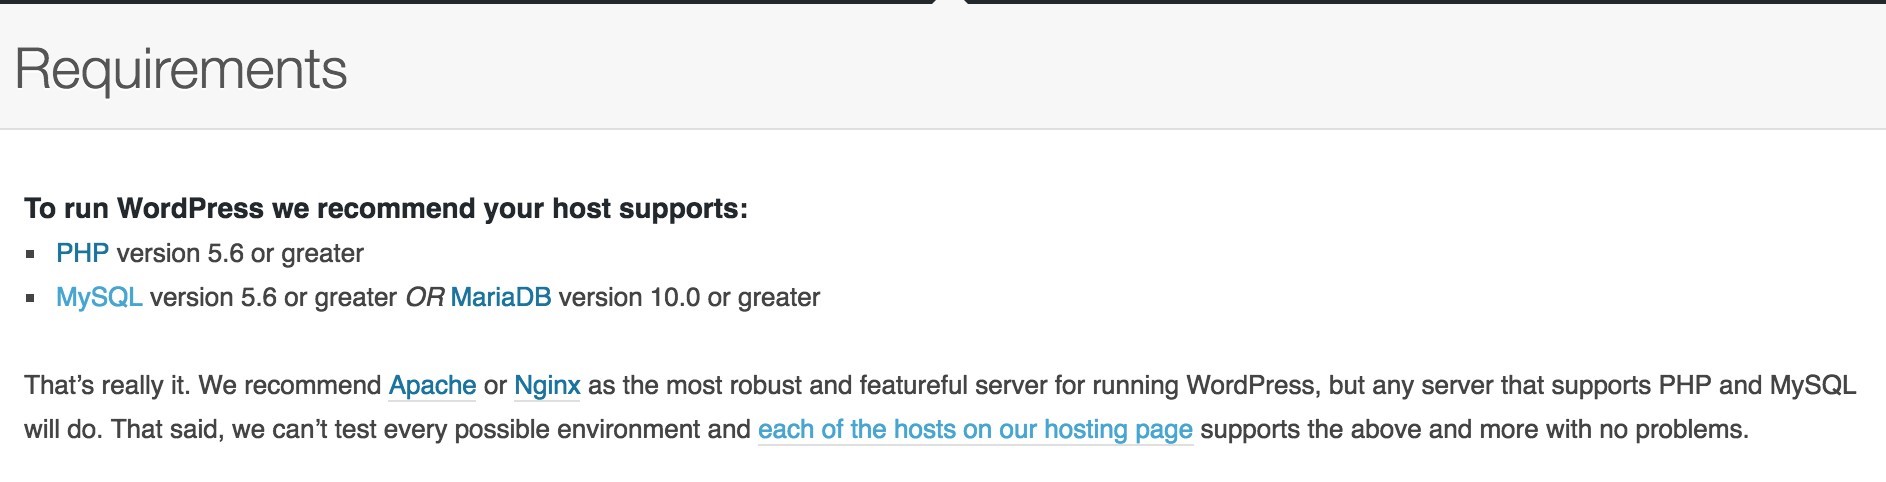 Requirements
To run WordPress we recommend your host supports:
▪ PHP version 5.6 or greater
▪ MySQL version 5.6 or greater OR MariaDB version 10.0 or greater
That’s really it. We recommend Apache or Nginx as the most robust and featureful server for running WordPress, but any server that supports PHP and MySQL
will do. That said, we can’t test every possible environment and each of the hosts on our hosting page supports the above and more with no problems.